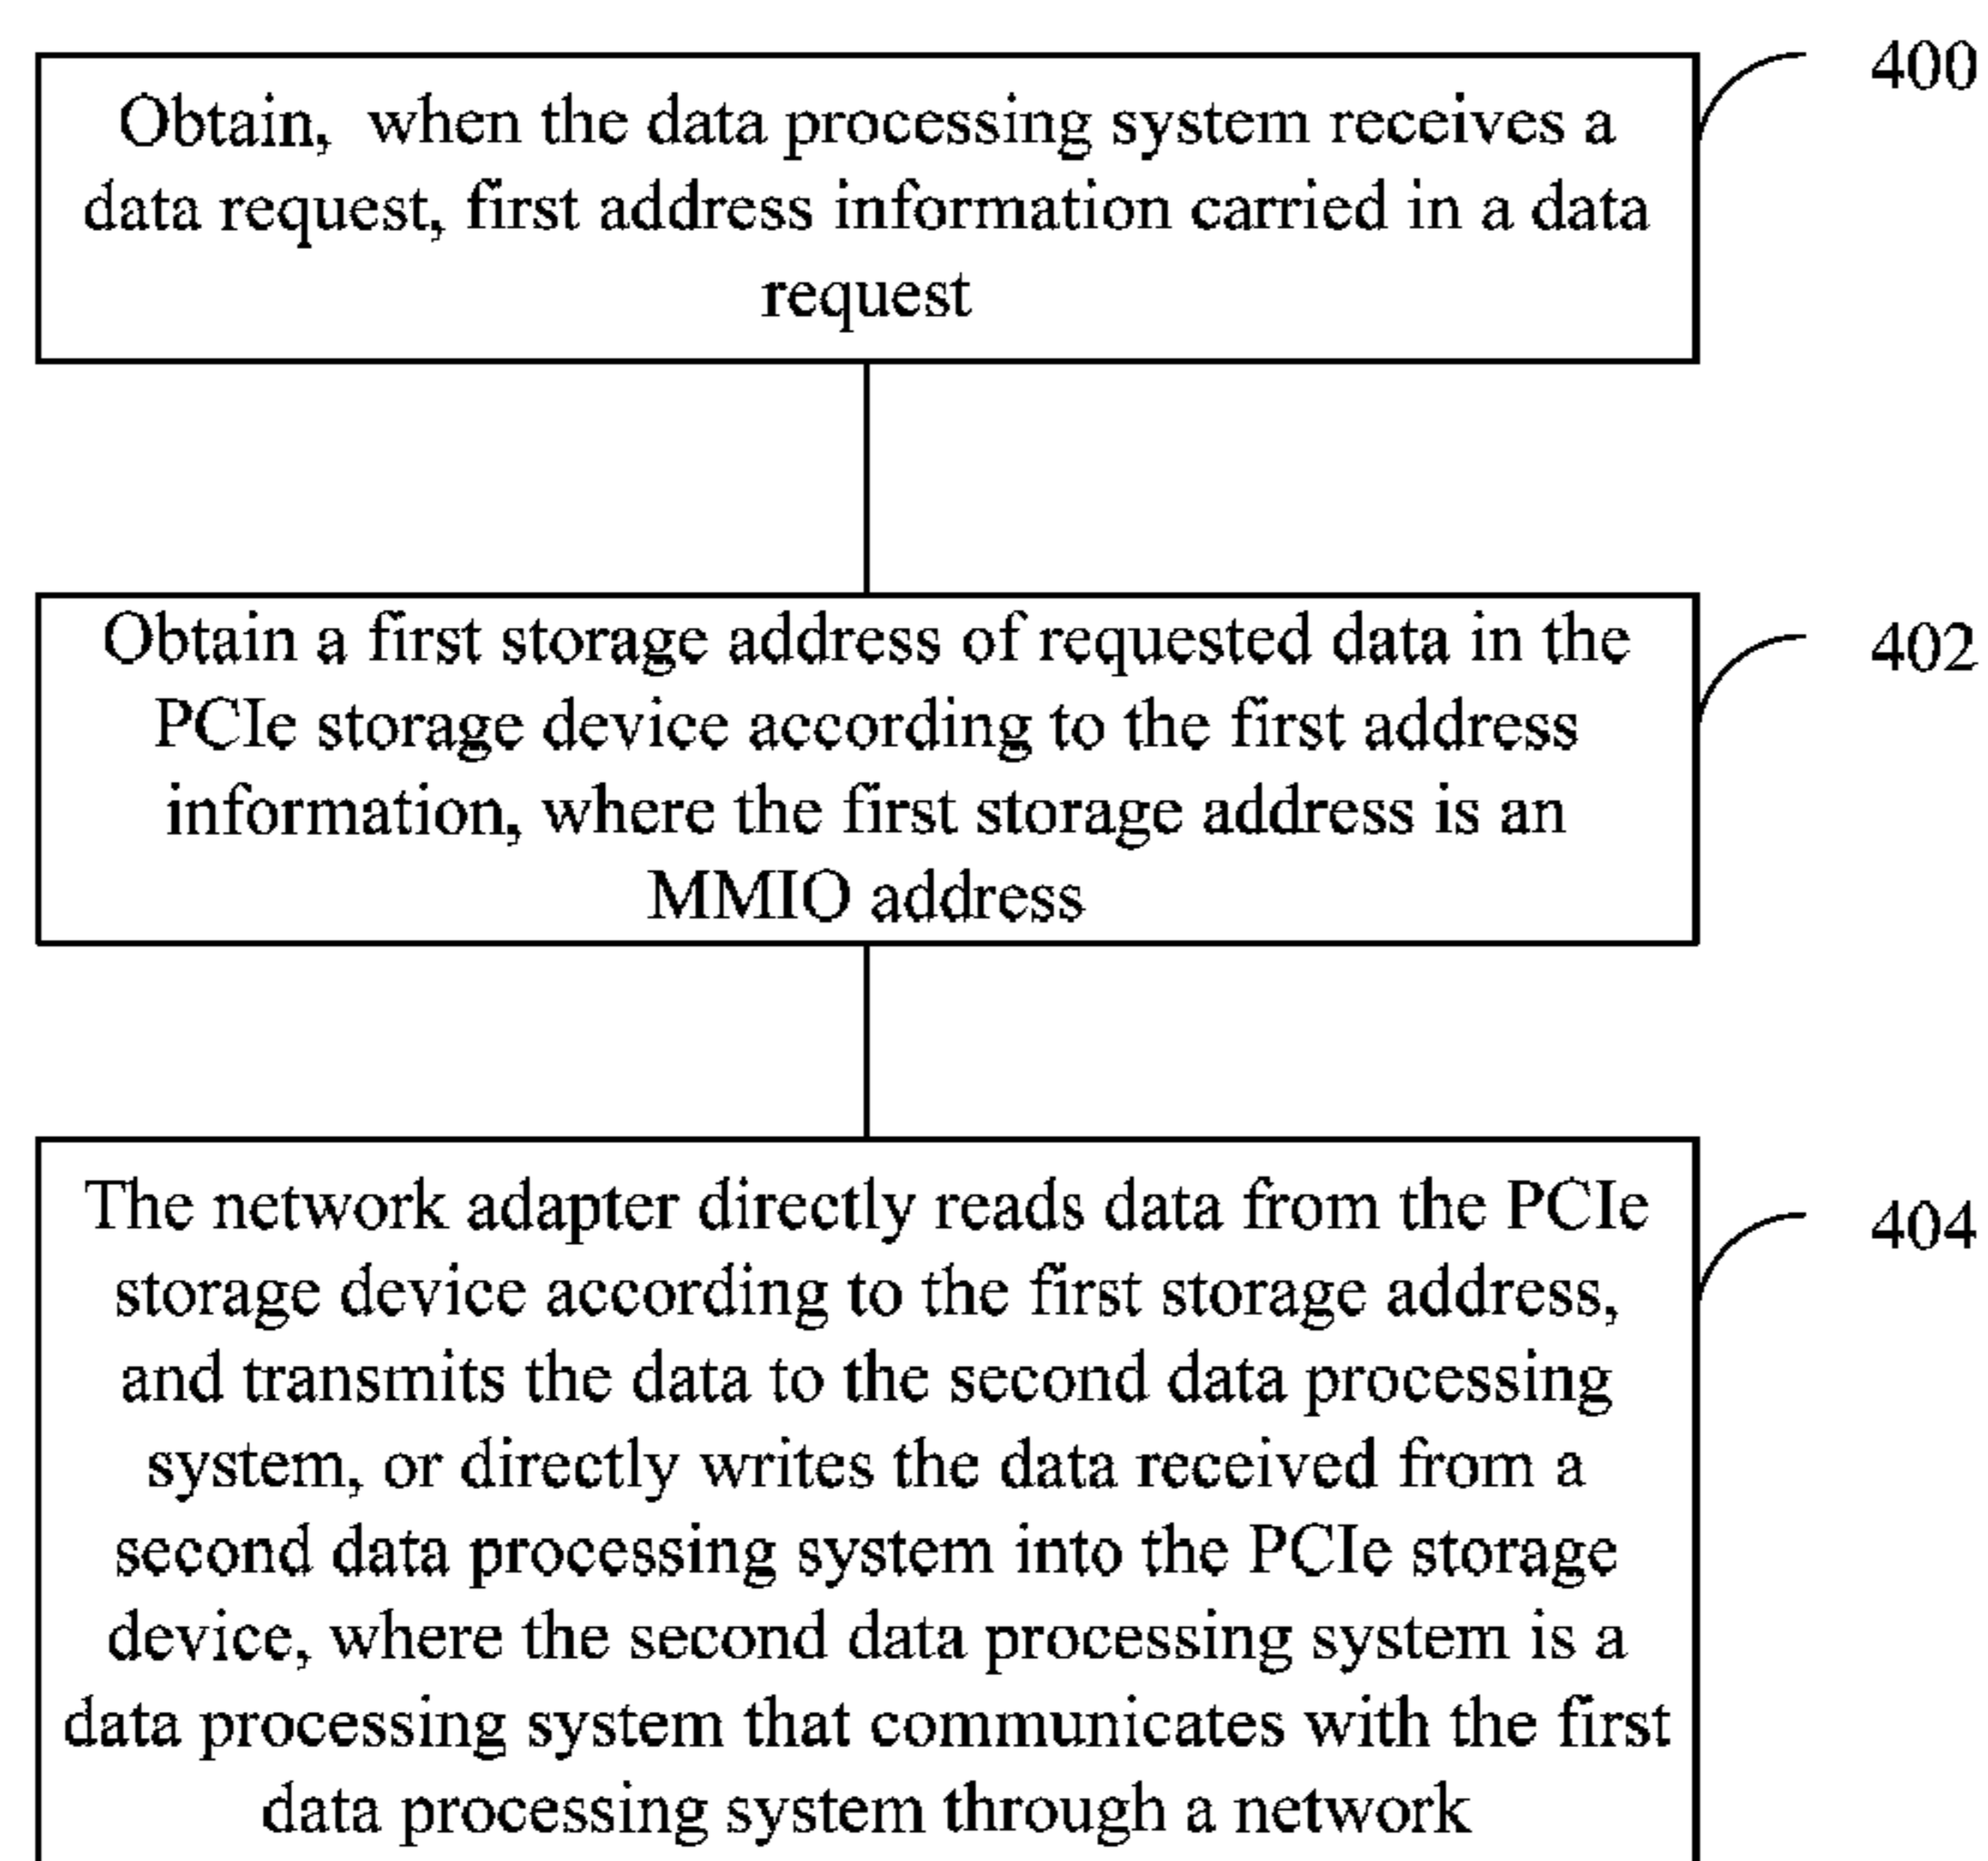 400
Obtain, when the data processing system receives a
data request, first address information carried in a data
request
402
Obtain a first storage address of requested data in the
PCIe storage device according to the first address
information, where the first storage address is an
MMIO address
404
The network adapter directly reads data from the PCIe
storage device according to the first storage address,
and transmits the data to the second data processing
system, or directly writes the data received from a
second data processing system into the PCIe storage
device, where the second data processing system is a
data processing system that communicates with the first
data processing system through a network